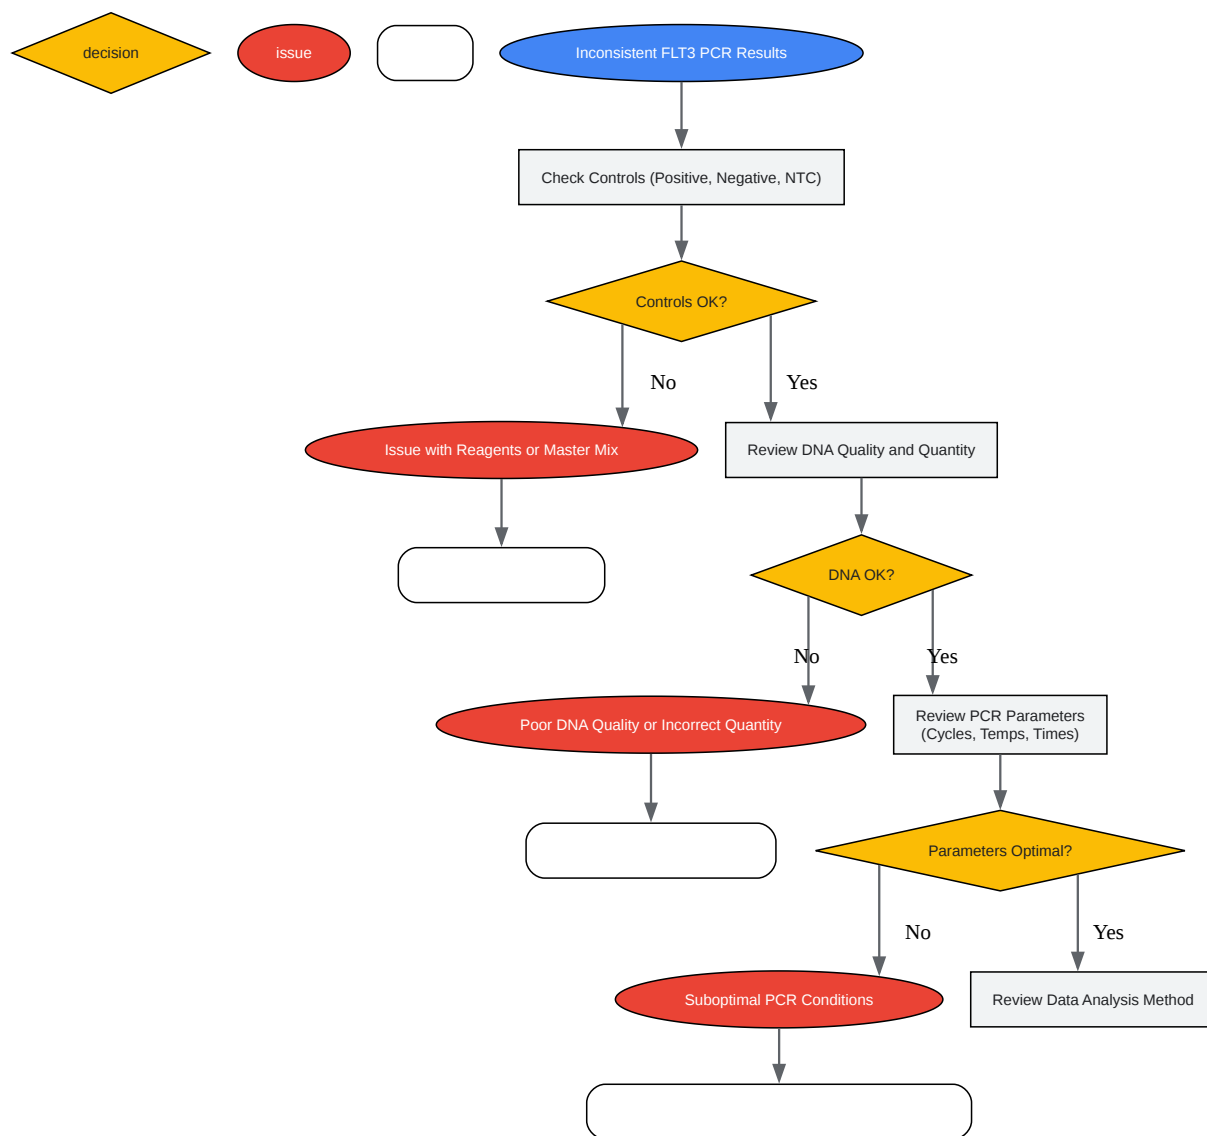 decision
issue
Inconsistent FLT3 PCR Results
Check Controls (Positive, Negative, NTC)
Controls OK?
No
Yes
Issue with Reagents or Master Mix
Review DNA Quality and Quantity
DNA OK?
No
Yes
Poor DNA Quality or Incorrect Quantity
Review PCR Parameters
(Cycles, Temps, Times)
Parameters Optimal?
No
Yes
Suboptimal PCR Conditions
Review Data Analysis Method